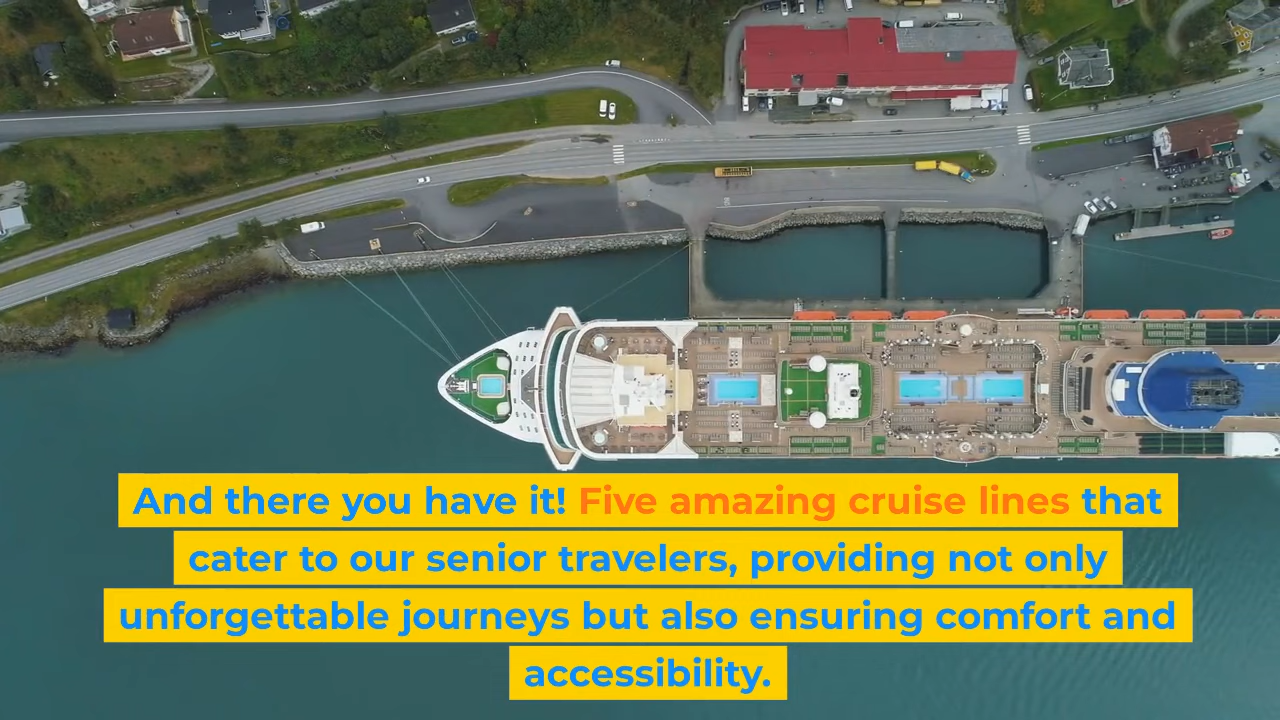 And there you have it! Five amazing cruise lines that
cater to our senior travelers, providing not only
unforgettable journeys but also ensuring comfort and
accessibility.